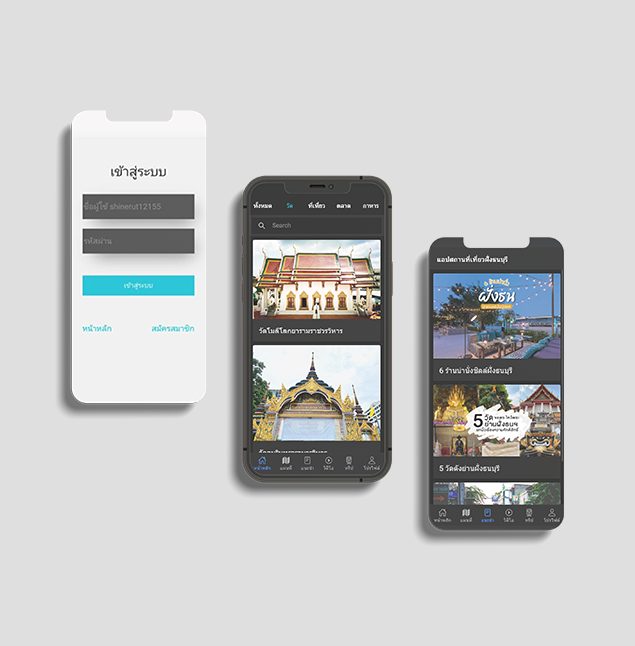 เข้าสู่ระบบ
ชื่อผู้ใช้ shinerut12155
รหัสผ่าน
เข้าสู่ระบบ
หน้าหลัก
สมัครสมาชิก
ทั้งหมด วัด ที่เที่ยว ตลาด อาหาร
Search
วัดโมลีโลกยารามราชวรวิหาร
หน้าหลัก แผนที่ แนะนำ วิดีโอ ทริป โปรไฟล์
แอปสถานที่เที่ยวฝั่งธนบุรี
ฝั่งธน
6 ร้านน่านั่งชิลล์ฝั่งธนบุรี
5 วัด
ย่านฝั่งธนฯ
5 วัดดังย่านฝั่งธนบุรี
หน้าหลัก แผนที่ แนะนำ วิดีโอ ทริป โปรไฟล์